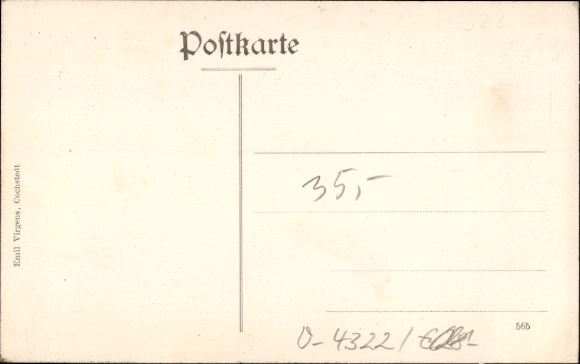 Postkarte
Emil Virgens, Cochstedt
35,-
O-4322/
565